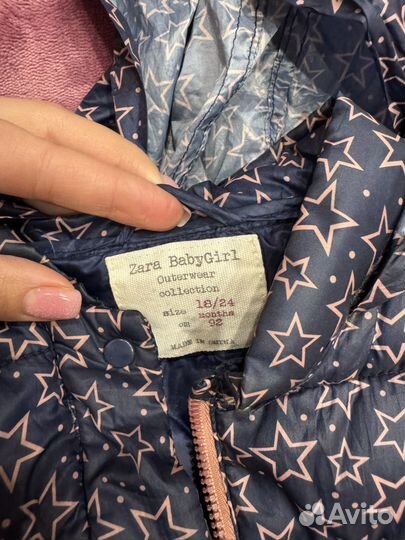 Zara BabyGirl
Outerwear
collection
size 18/24
months
cm 92
MADE IN CHINA
Avito